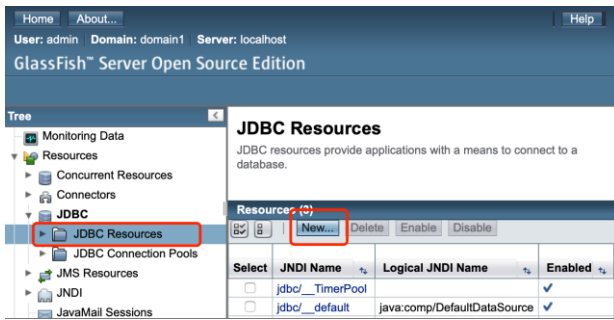 Home About... Help
User: admin Domain: domain1 Server: localhost
GlassFish™ Server Open Source Edition
Tree
Monitoring Data
Resources
Concurrent Resources
Connectors
JDBC
JDBC Resources
JDBC Connection Pools
JMS Resources
JNDI
JavaMail Sessions
JDBC Resources
JDBC resources provide applications with a means to connect to a
database.
Resources (3)
New... Delete Enable Disable
Select JNDI Name Logical JNDI Name Enabled
jdbc/__TimerPool
jdbc/__default java:comp/DefaultDataSource